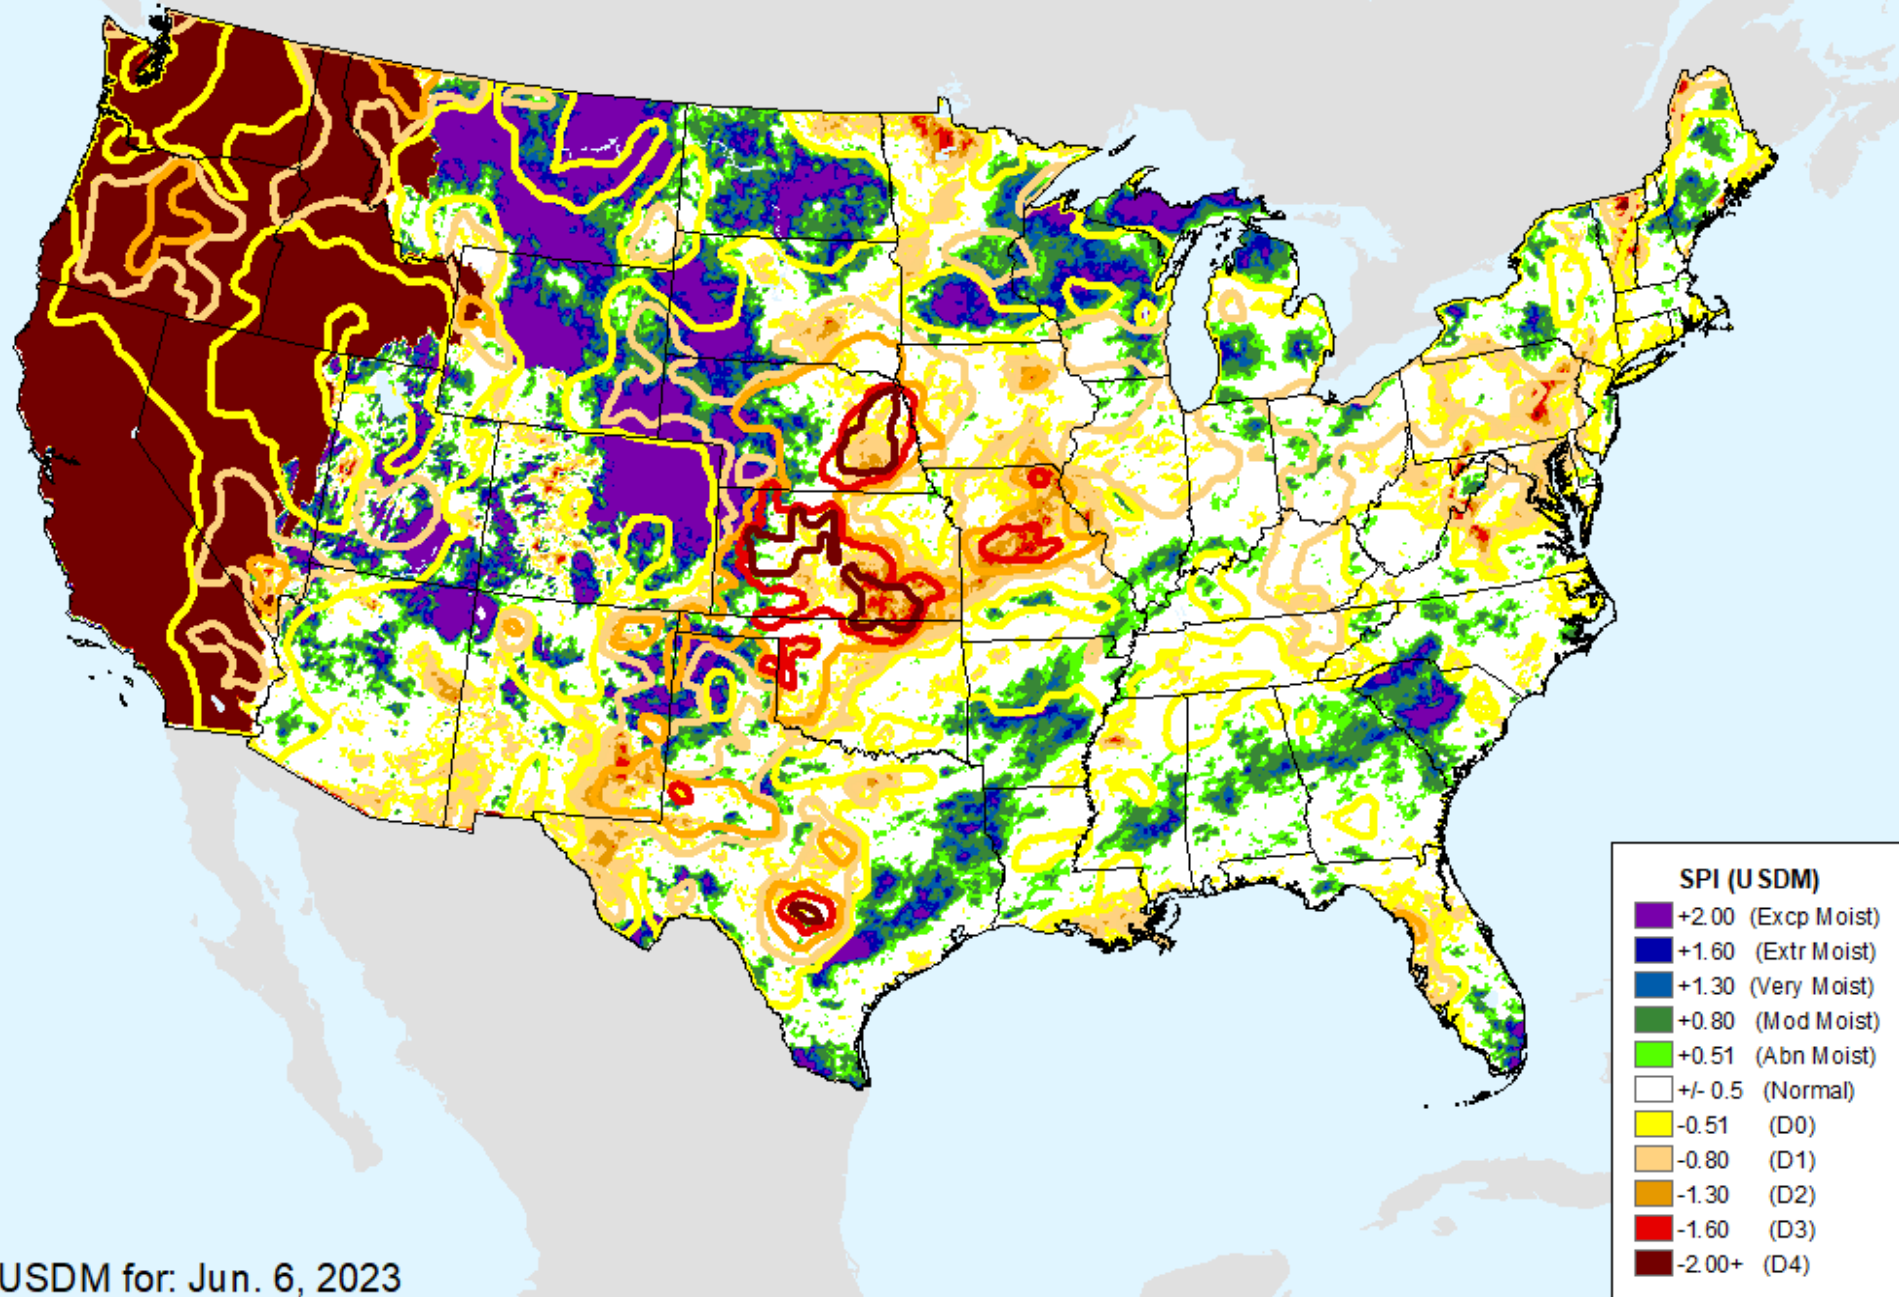 SPI (USDM)
+2.00 (Excp Moist)
+1.60 (Extr Moist)
+1.30 (Very Moist)
+0.80 (Mod Moist)
+0.51 (Abn Moist)
+/- 0.5 (Normal)
-0.51 (D0)
-0.80 (D1)
-1.30 (D2)
-1.60 (D3)
-2.00+ (D4)
USDM for: Jun. 6, 2023